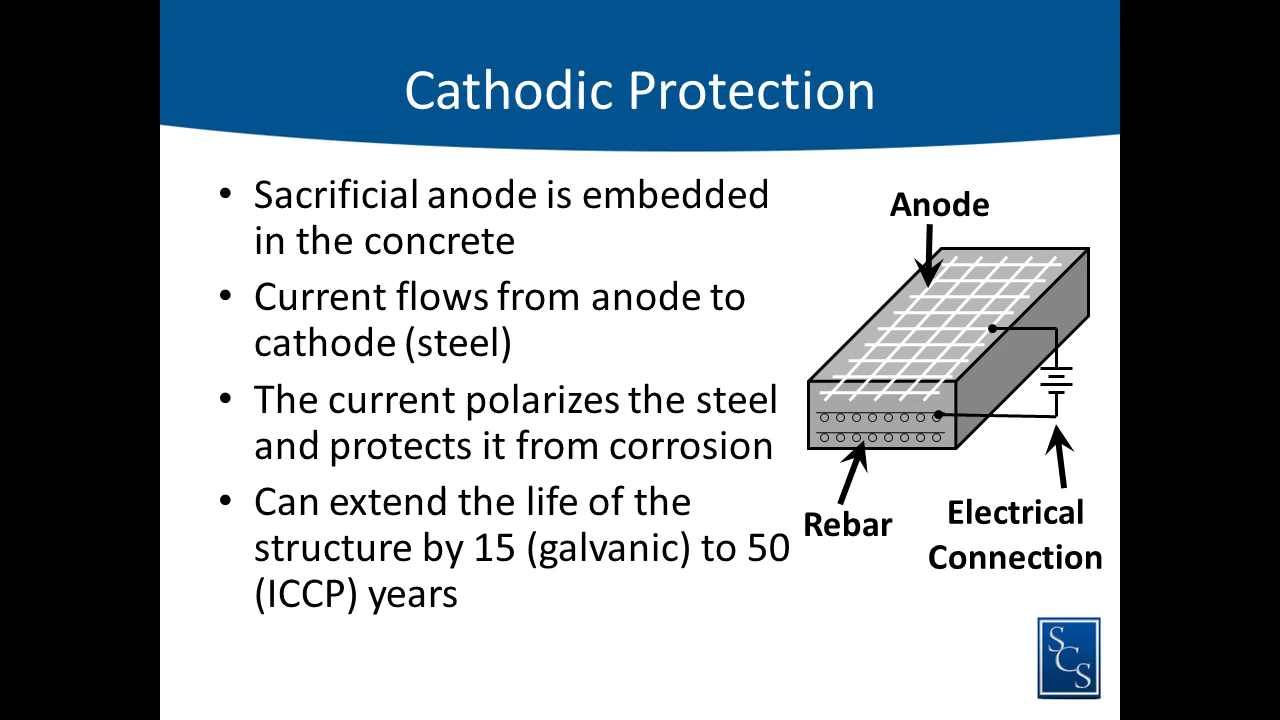 Cathodic Protection
• Sacrificial anode is embedded
in the concrete
• Current flows from anode to
cathode (steel)
• The current polarizes the steel
and protects it from corrosion
• Can extend the life of the
structure by 15 (galvanic) to 50
(ICCP) years
Anode
Rebar
Electrical
Connection
SCS